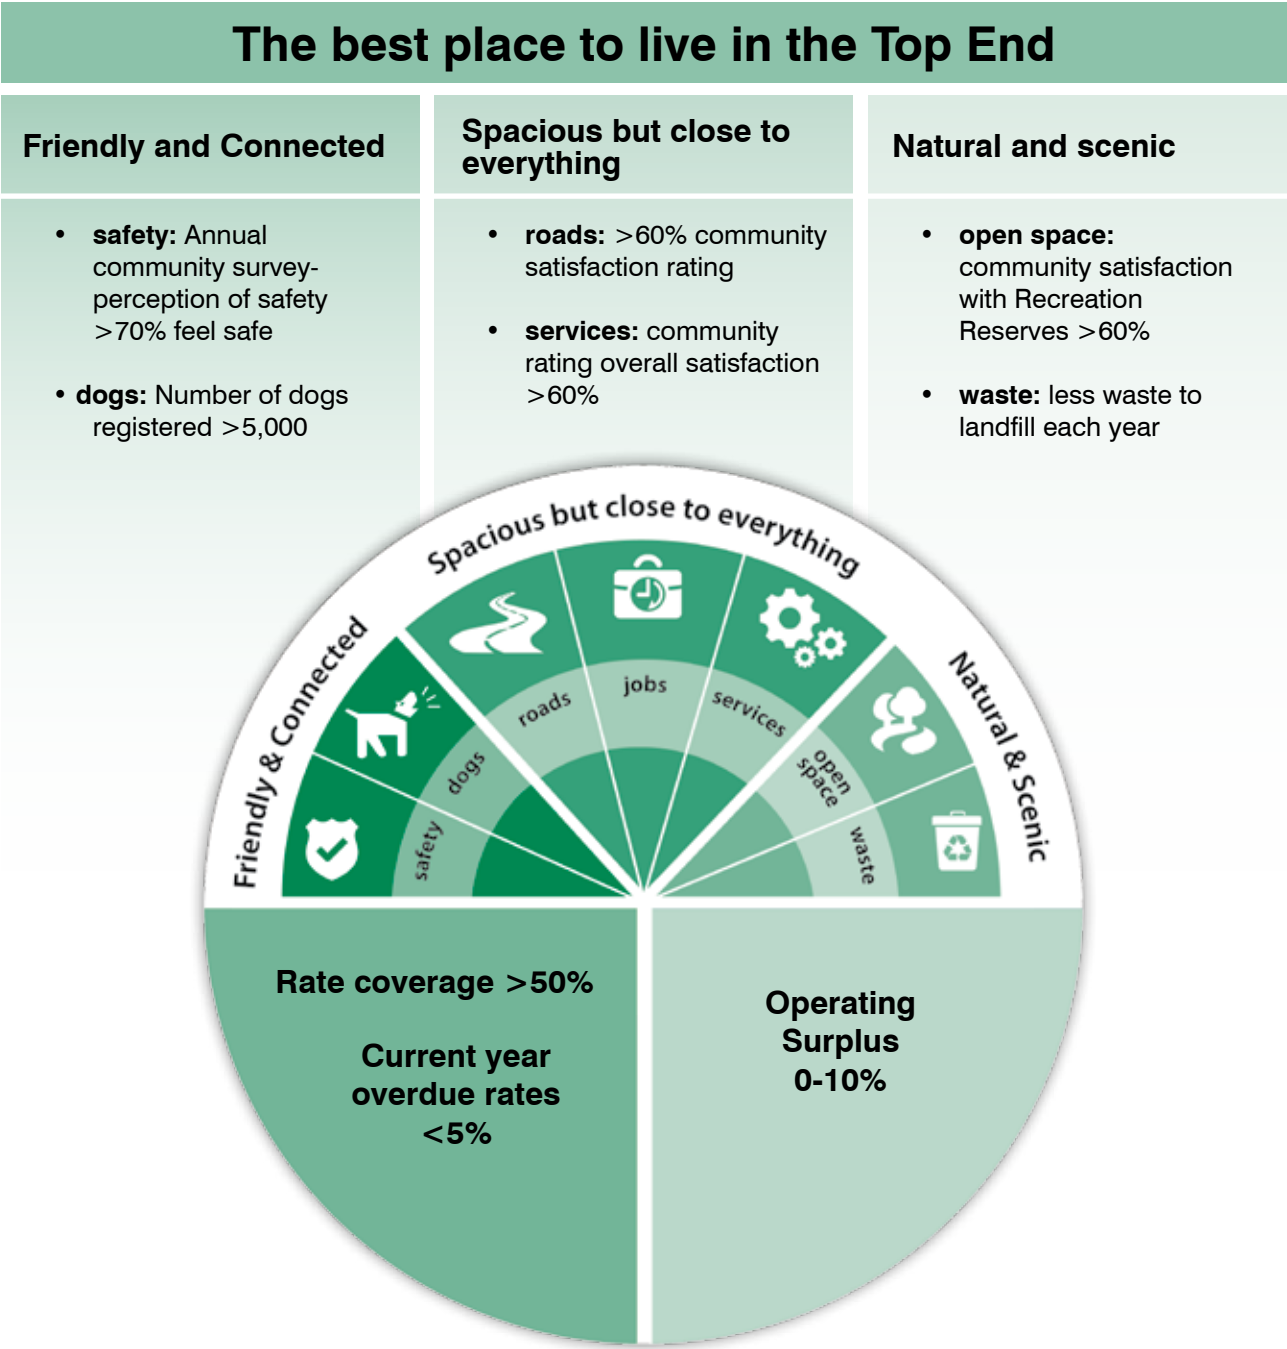 The best place to live in the Top End
Friendly and Connected
Spacious but close to
everything
Natural and scenic
• safety: Annual
community survey-
perception of safety
>70% feel safe
• dogs: Number of dogs
registered >5,000
• roads: >60% community
satisfaction rating
• services: community
rating overall satisfaction
>60%
• open space:
community satisfaction
with Recreation
Reserves >60%
• waste: less waste to
landfill each year
Friendly & Connected
Spacious but close to everything
Natural & Scenic
safety
dogs
roads
jobs
services
open
space
waste
Rate coverage >50%
Current year
overdue rates
<5%
Operating
Surplus
0-10%